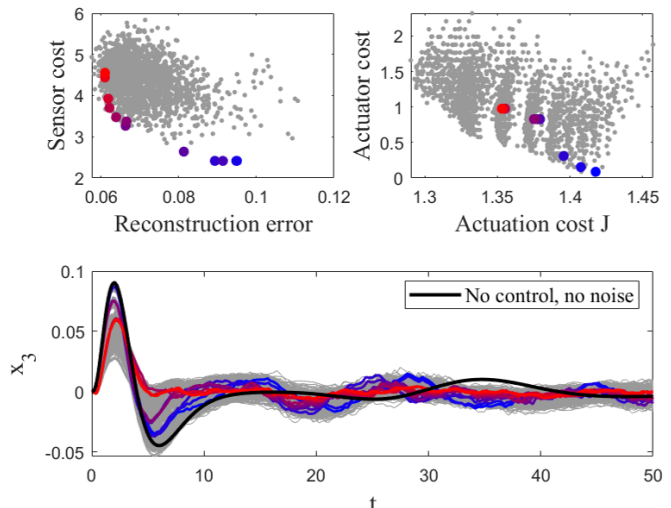 6
5
4
3
2
Sensor cost
0.06 0.08 0.1 0.12
Reconstruction error
2
1.5
1
0.5
0
Actuator cost
1.3 1.35 1.4 1.45
Actuation cost J
0.1
0.05
0
-0.05
x3
No control, no noise
0 10 20 30 40 50
t